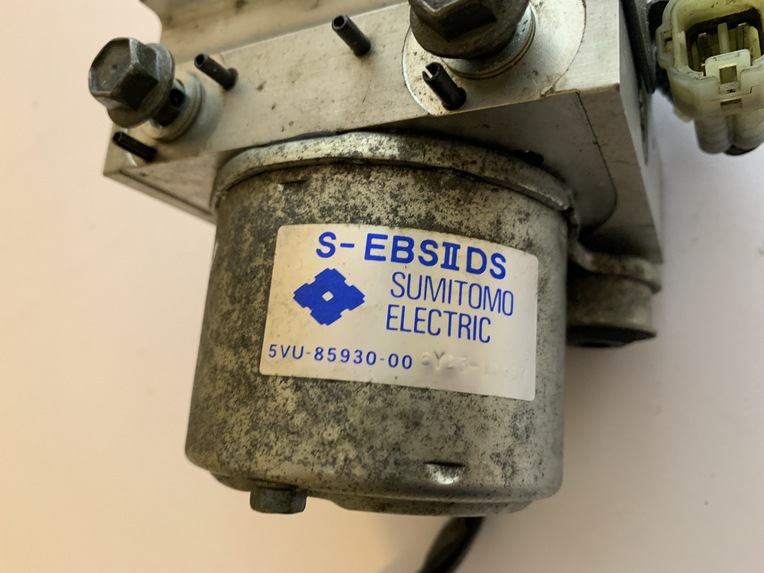 S-EBSⅡDS
SUMITOMO
ELECTRIC
5VU-85930-00